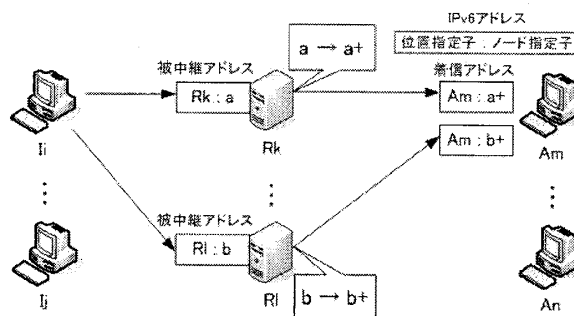 IPv6アドレス
位置指定子：ノード指定子
a → a+
被中継アドレス
Rk : a
着信アドレス
Am : a+
Ii
Rk
Am : b+
Am
被中継アドレス
Rl : b
Ij
Rl
b → b+
An